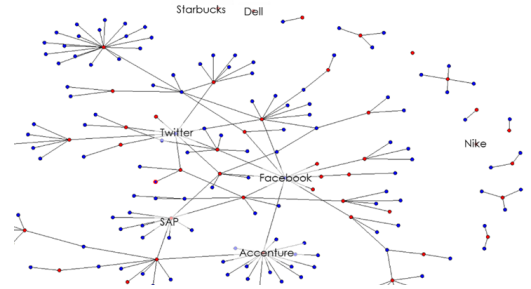 Starbucks
Dell
Twitter
Nike
Facebook
SAP
Accenture